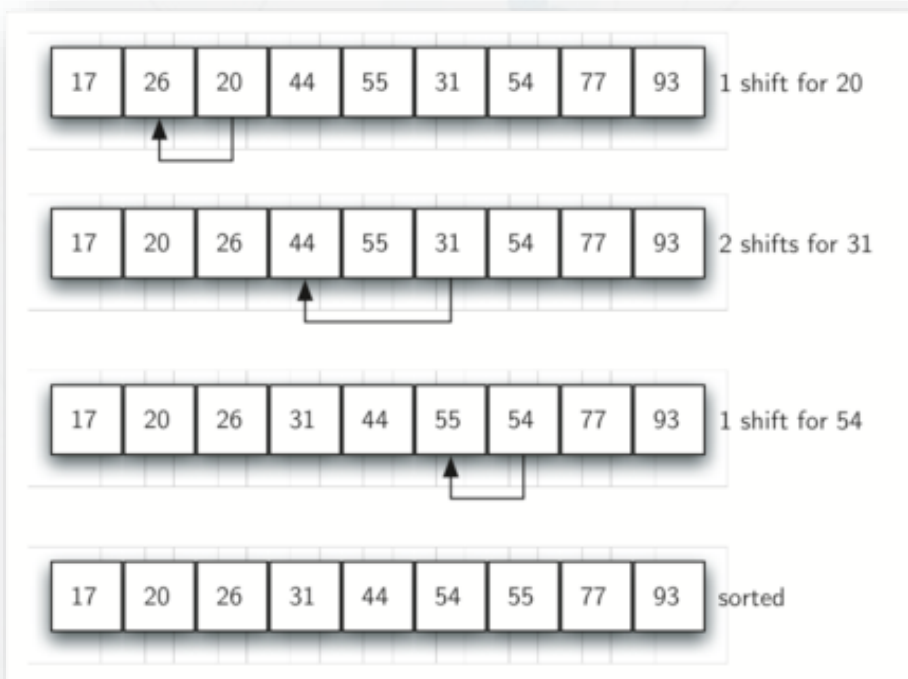 17 26 20 44 55 31 54 77 93 1 shift for 20
17 20 26 44 55 31 54 77 93 2 shifts for 31
17 20 26 31 44 55 54 77 93 1 shift for 54
17 20 26 31 44 54 55 77 93 sorted